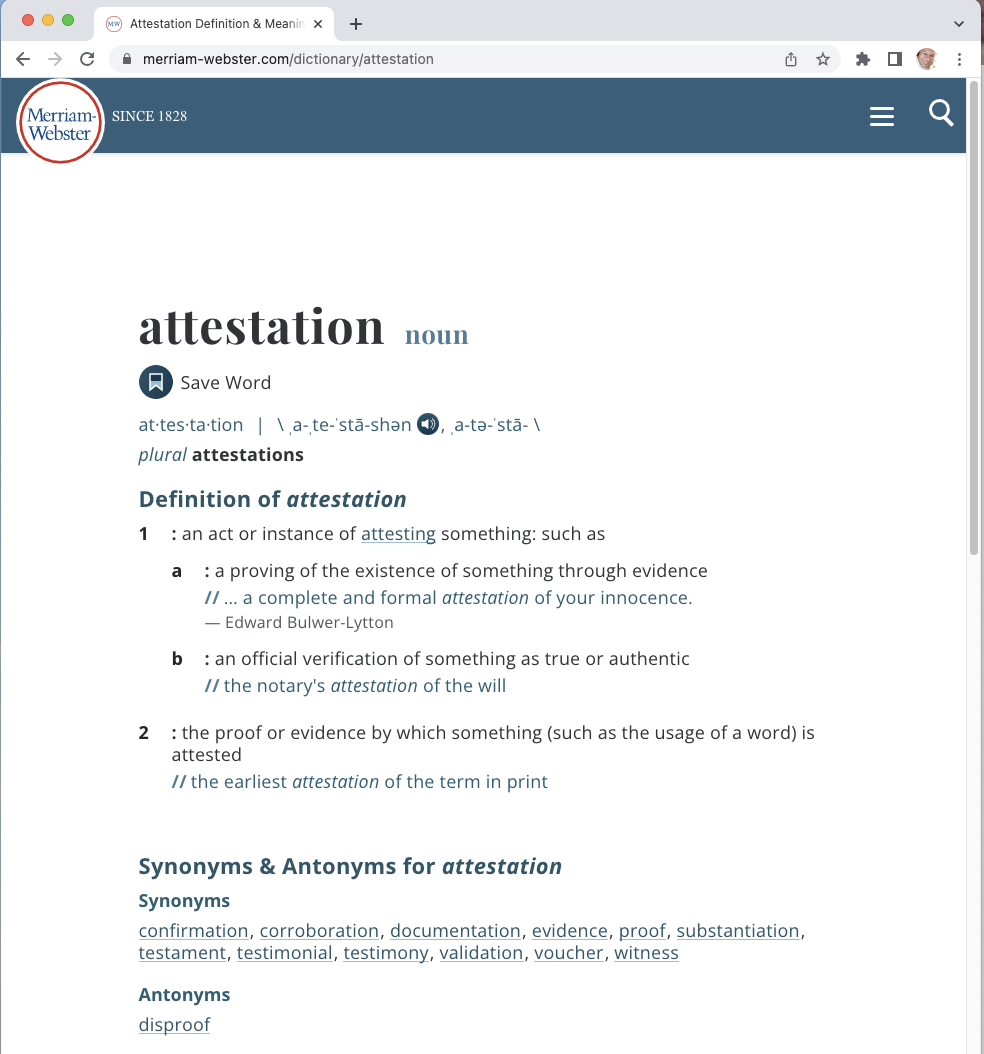 Attestation Definition & Meanin
merriam-webster.com/dictionary/attestation
Merriam-
Webster
SINCE 1828
attestation noun
Save Word
at·tes·ta·tion | \ ˌa-ˌte-ˈstā-shən , ˌa-tə-ˈstā- \
plural attestations
Definition of attestation
1 : an act or instance of attesting something: such as
a : a proving of the existence of something through evidence
// … a complete and formal attestation of your innocence.
— Edward Bulwer-Lytton
b : an official verification of something as true or authentic
// the notary's attestation of the will
2 : the proof or evidence by which something (such as the usage of a word) is
attested
// the earliest attestation of the term in print
Synonyms & Antonyms for attestation
Synonyms
confirmation, corroboration, documentation, evidence, proof, substantiation,
testament, testimonial, testimony, validation, voucher, witness
Antonyms
disproof